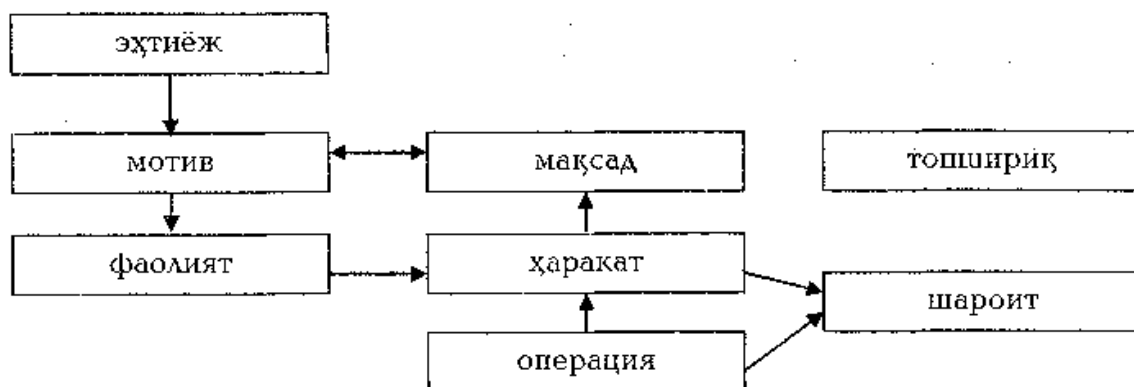 эҳтиёж
мотив
мақсад
топшириқ
фаолият
ҳаракат
шароит
операция